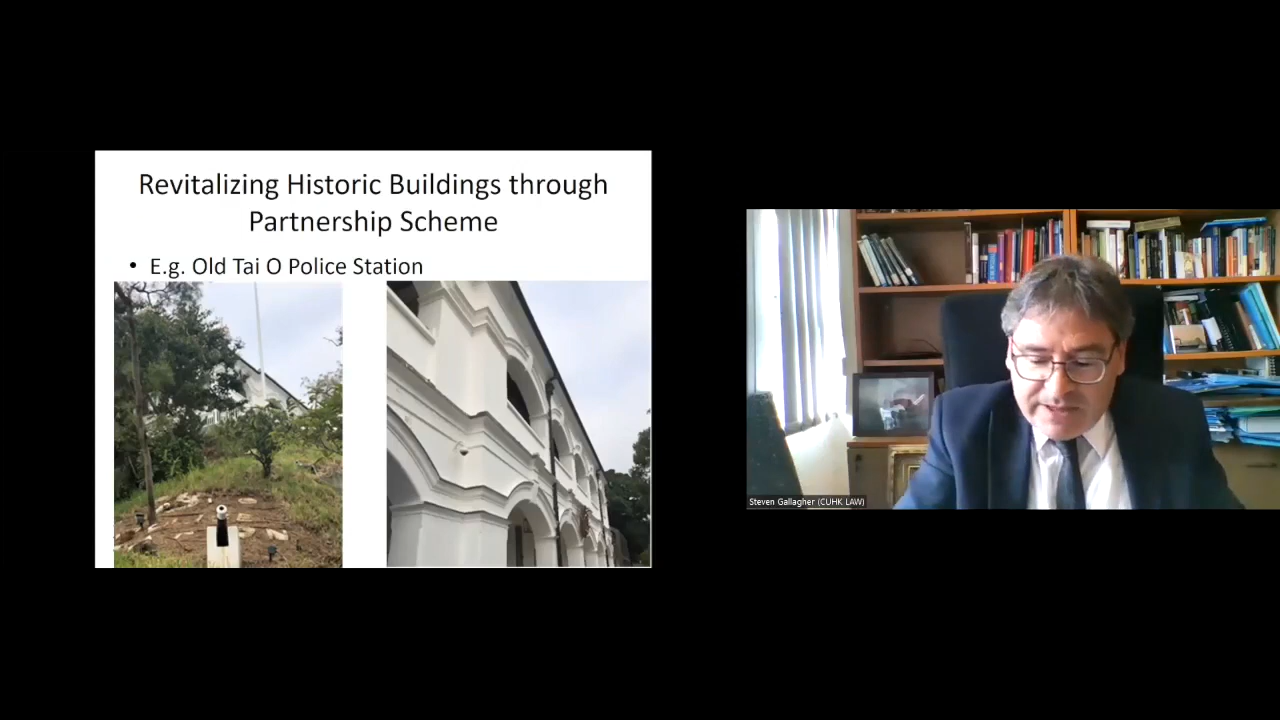 Revitalizing Historic Buildings through
Partnership Scheme
• E.g. Old Tai O Police Station
Steven Gallagher (CUHK LAW)